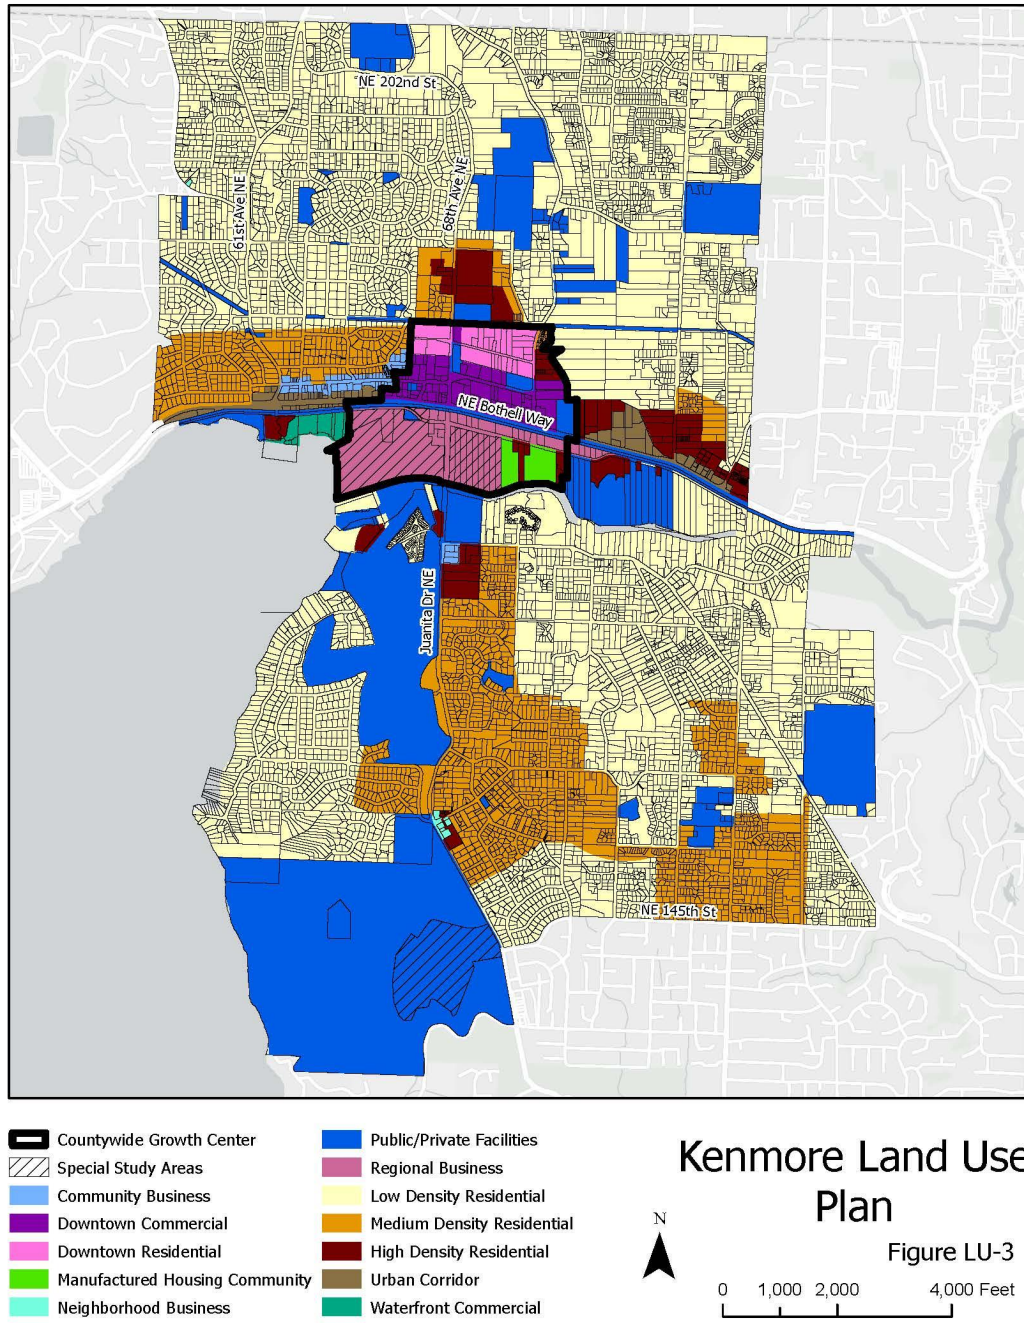 NE 202nd St
68th Ave NE
61st Ave NE
NE Bothell Way
Juanita Dr NE
NE 145th St
Countywide Growth Center
Special Study Areas
Community Business
Downtown Commercial
Downtown Residential
Manufactured Housing Community
Neighborhood Business
Public/Private Facilities
Regional Business
Low Density Residential
Medium Density Residential
High Density Residential
Urban Corridor
Waterfront Commercial
Kenmore Land Use
Plan
Figure LU-3
N
0 1,000 2,000 4,000 Feet